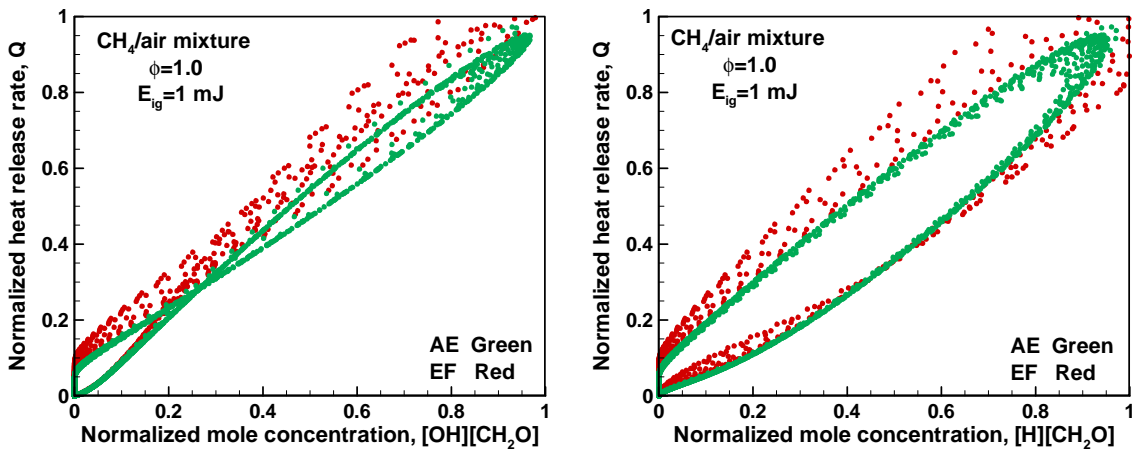 Normalized heat release rate, Q
1
0.8
0.6
0.4
0.2
0
CH₄/air mixture
ϕ=1.0
E_ig=1 mJ
AE Green
EF Red
0 0.2 0.4 0.6 0.8 1
Normalized mole concentration, [OH][CH₂O]
Normalized heat release rate, Q
1
0.8
0.6
0.4
0.2
0
CH₄/air mixture
ϕ=1.0
E_ig=1 mJ
AE Green
EF Red
0 0.2 0.4 0.6 0.8 1
Normalized mole concentration, [H][CH₂O]